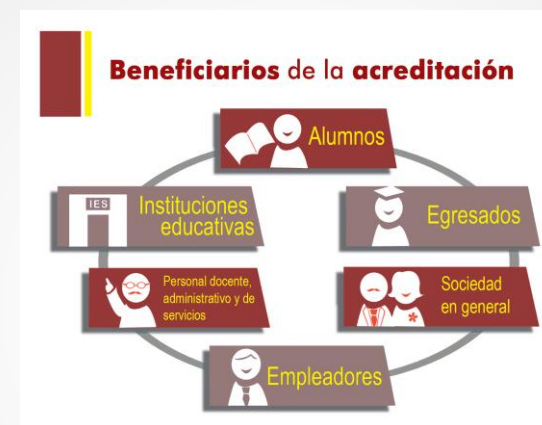 Beneficiarios de la acreditación
Alumnos
IES
Instituciones
educativas
Egresados
Personal docente,
administrativo y de
servicios
Sociedad
en general
Empleadores